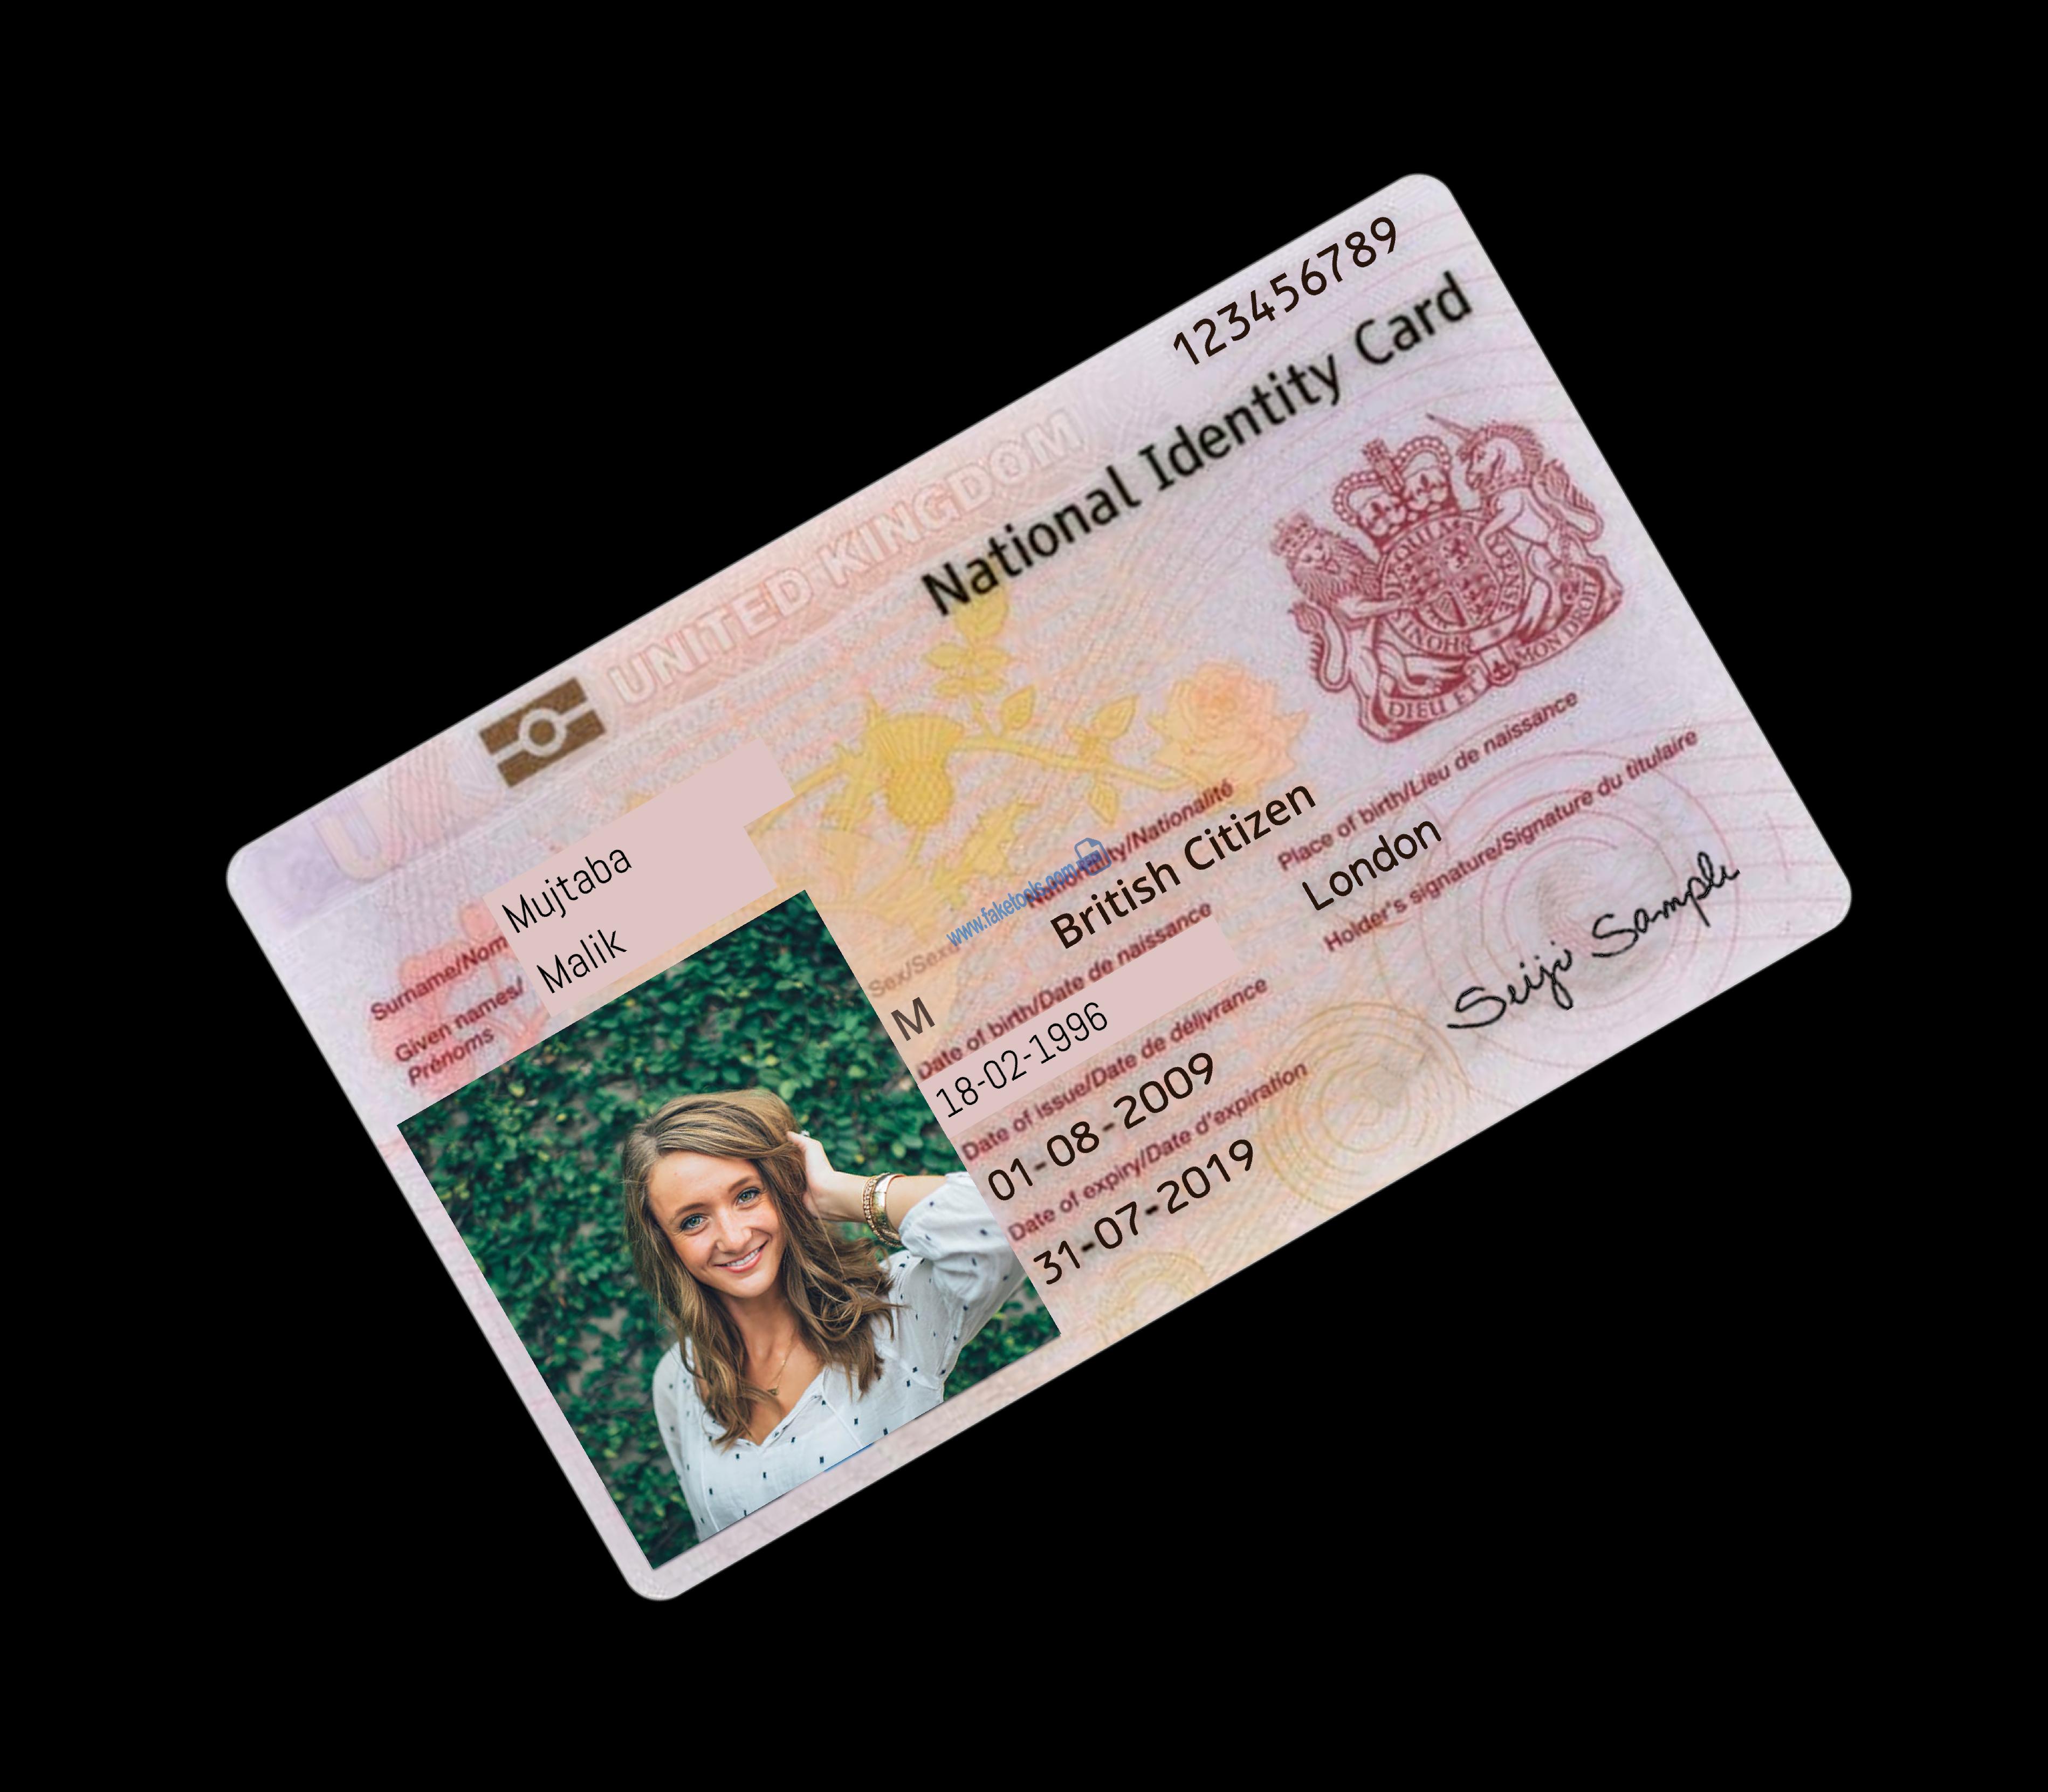 123456789
UNITED KINGDOM
National Identity Card
DIEU ET MON DROIT
Surname/Nom
Mujtaba
Given names/
Prénoms
Malik
www.faketools.com
/Nationalité
British Citizen
Sex/Sexe
M
Place of birth/Lieu de naissance
London
Date of birth/Date de naissance
18-02-1996
Holder's signature/Signature du titulaire
Seiji Sample
Date of issue/Date de délivrance
01-08-2009
Date of expiry/Date d'expiration
31-07-2019